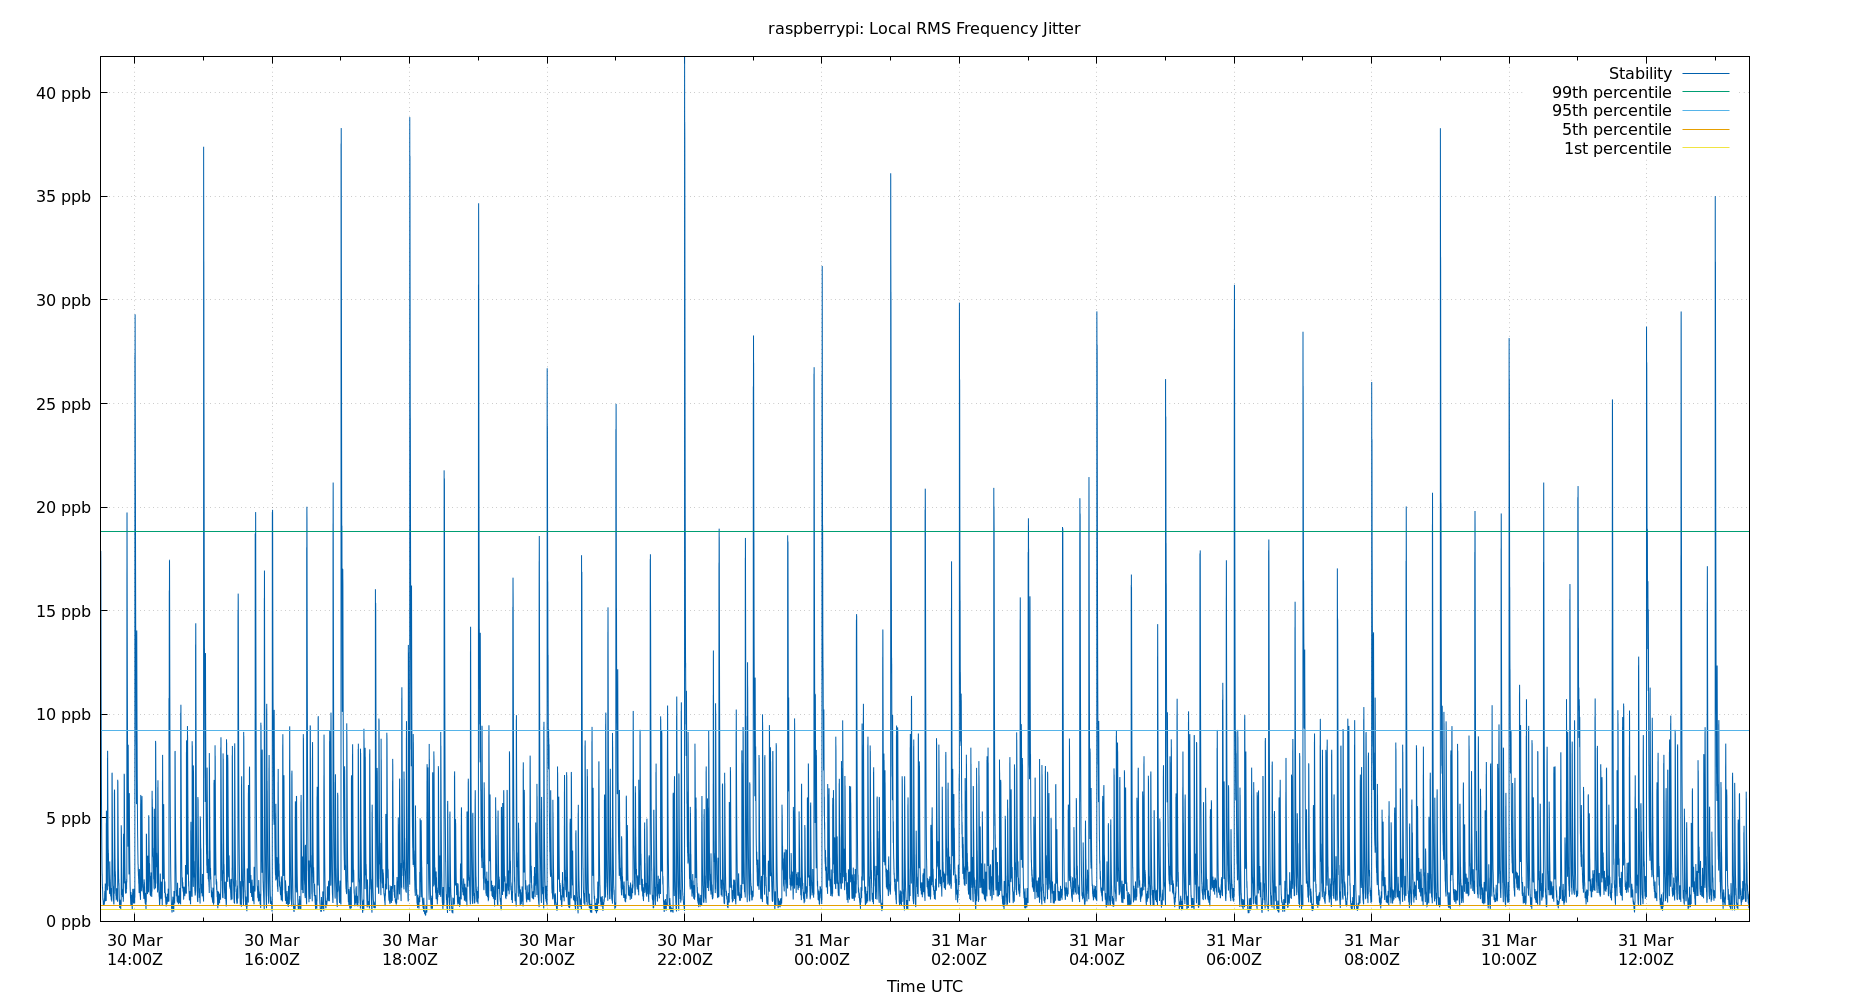 raspberrypi: Local RMS Frequency Jitter
Stability
99th percentile
95th percentile
5th percentile
1st percentile
40 ppb
35 ppb
30 ppb
25 ppb
20 ppb
15 ppb
10 ppb
5 ppb
0 ppb
30 Mar 30 Mar 30 Mar 30 Mar 30 Mar 31 Mar 31 Mar 31 Mar 31 Mar 31 Mar 31 Mar 31 Mar
14:00Z 16:00Z 18:00Z 20:00Z 22:00Z 00:00Z 02:00Z 04:00Z 06:00Z 08:00Z 10:00Z 12:00Z
Time UTC